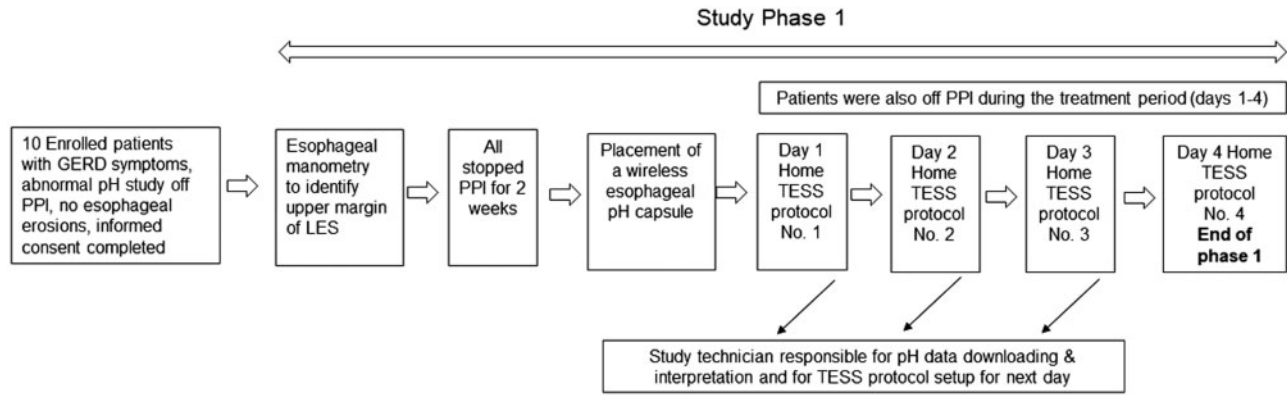 Study Phase 1
Patients were also off PPI during the treatment period (days 1-4)
10 Enrolled patients
with GERD symptoms,
abnormal pH study off
PPI, no esophageal
erosions, informed
consent completed
Esophageal
manometry
to identify
upper margin
of LES
All
stopped
PPI for 2
weeks
Placement of
a wireless
esophageal
pH capsule
Day 1
Home
TESS
protocol
No. 1
Day 2
Home
TESS
protocol
No. 2
Day 3
Home
TESS
protocol
No. 3
Day 4 Home
TESS
protocol
No. 4
End of
phase 1
Study technician responsible for pH data downloading &
interpretation and for TESS protocol setup for next day